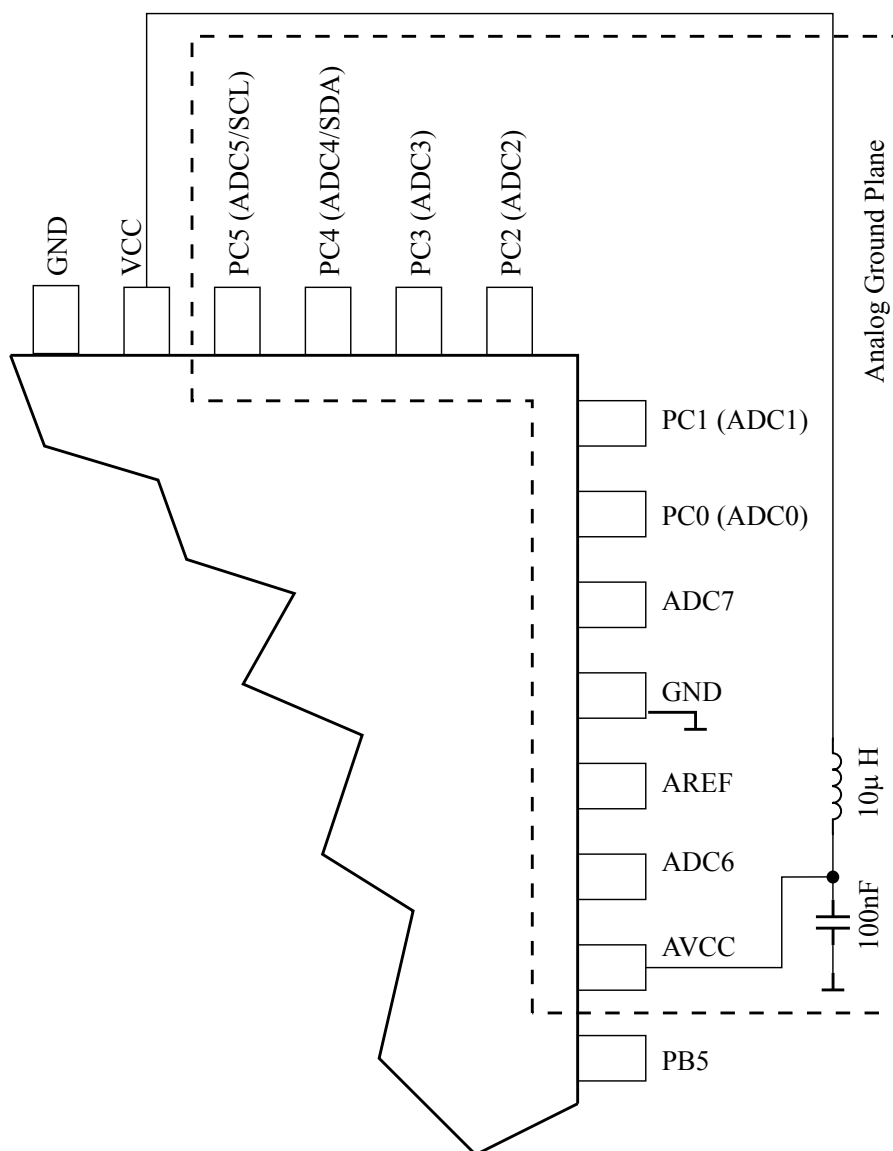 GND
VCC
PC5 (ADC5/SCL)
PC4 (ADC4/SDA)
PC3 (ADC3)
PC2 (ADC2)
Analog Ground Plane
PC1 (ADC1)
PC0 (ADC0)
ADC7
GND
AREF
ADC6
AVCC
PB5
10µ H
100nF